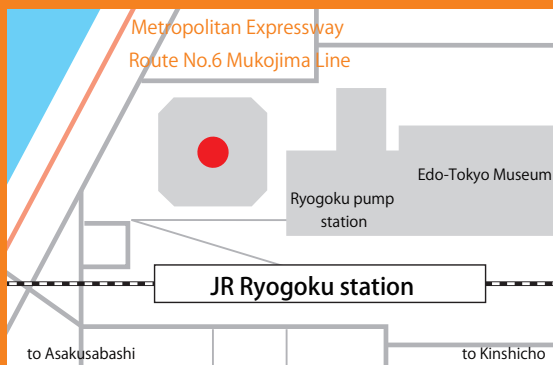 Metropolitan Expressway
Route No.6 Mukojima Line
Edo-Tokyo Museum
Ryogoku pump
station
JR Ryogoku station
to Asakusabashi
to Kinshicho